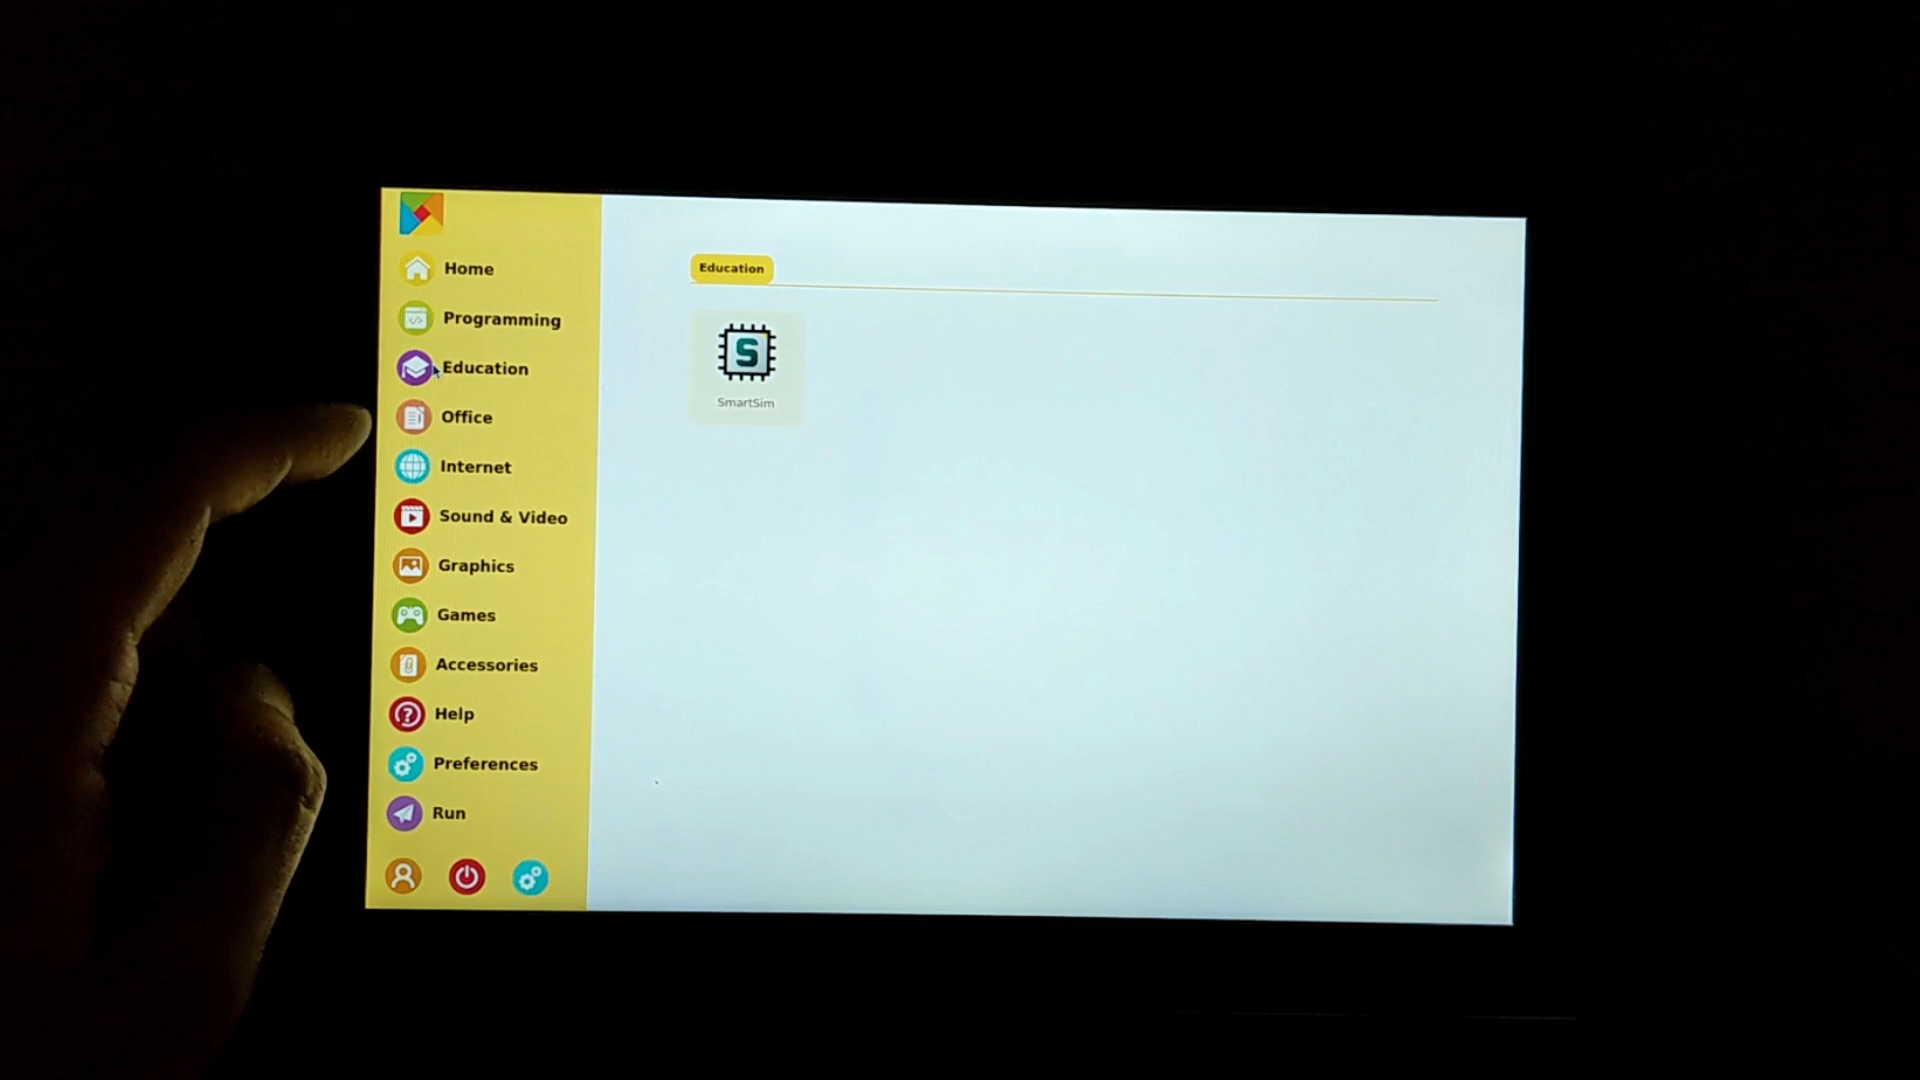 Home
Programming
Education
Office
Internet
Sound & Video
Graphics
Games
Accessories
Help
Preferences
Run
Education
S
SmartSim